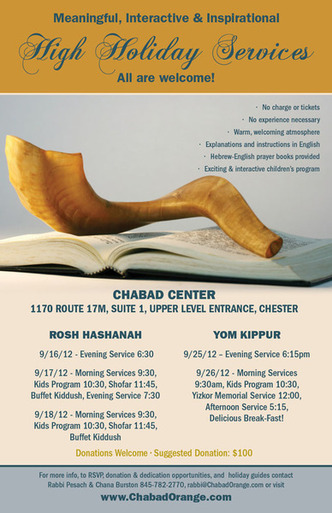 Meaningful, Interactive & Inspirational
High Holiday Services
All are welcome!
· No charge or tickets
· No experience necessary
· Warm, welcoming atmosphere
· Explanations and instructions in English
· Hebrew-English prayer books provided
· Exciting & interactive children's program
CHABAD CENTER
1170 ROUTE 17M, SUITE 1, UPPER LEVEL ENTRANCE, CHESTER
ROSH HASHANAH
9/16/12 - Evening Service 6:30
9/17/12 - Morning Services 9:30,
Kids Program 10:30, Shofar 11:45,
Buffet Kiddush, Evening Service 7:30
9/18/12 - Morning Services 9:30,
Kids Program 10:30, Shofar 11:45,
Buffet Kiddush
YOM KIPPUR
9/25/12 – Evening Service 6:15pm
9/26/12 - Morning Services
9:30am, Kids Program 10:30,
Yizkor Memorial Service 12:00,
Afternoon Service 5:15,
Delicious Break-Fast!
Donations Welcome · Suggested Donation: $100
For more info, to RSVP, donation & dedication opportunities, and holiday guides contact
Rabbi Pesach & Chana Burston 845-782-2770, rabbi@ChabadOrange.com or visit
www.ChabadOrange.com